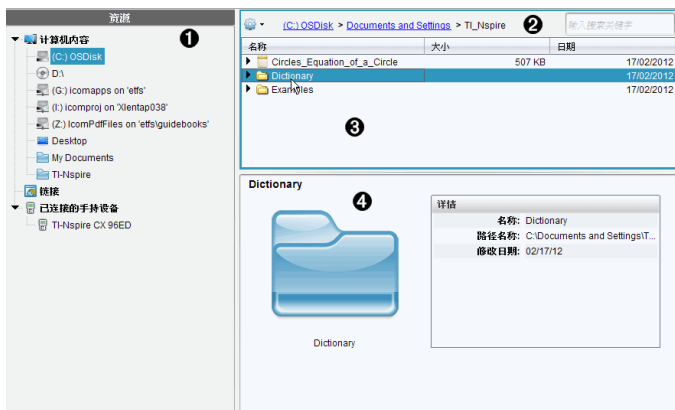 资源
❶
计算机内容
(C:) OSDisk
D:\
(G:) icomapps on 'etfs'
(I:) icomproj on 'Xlentap038'
(Z:) IcomPdfFiles on 'etfs\guidebooks'
Desktop
My Documents
TI-Nspire
链接
已连接的手持设备
TI-Nspire CX 96ED
(C:) OSDisk > Documents and Settings > TI_Nspire
❷
输入搜索关键字
名称 大小 日期
Circles_Equation_of_a_Circle 507 KB 17/02/2012
Dictionary 17/02/2012
Examples 17/02/2012
❸
Dictionary
❹
Dictionary
详情
名称: Dictionary
路径名称: C:\Documents and Settings\T...
修改日期: 02/17/12